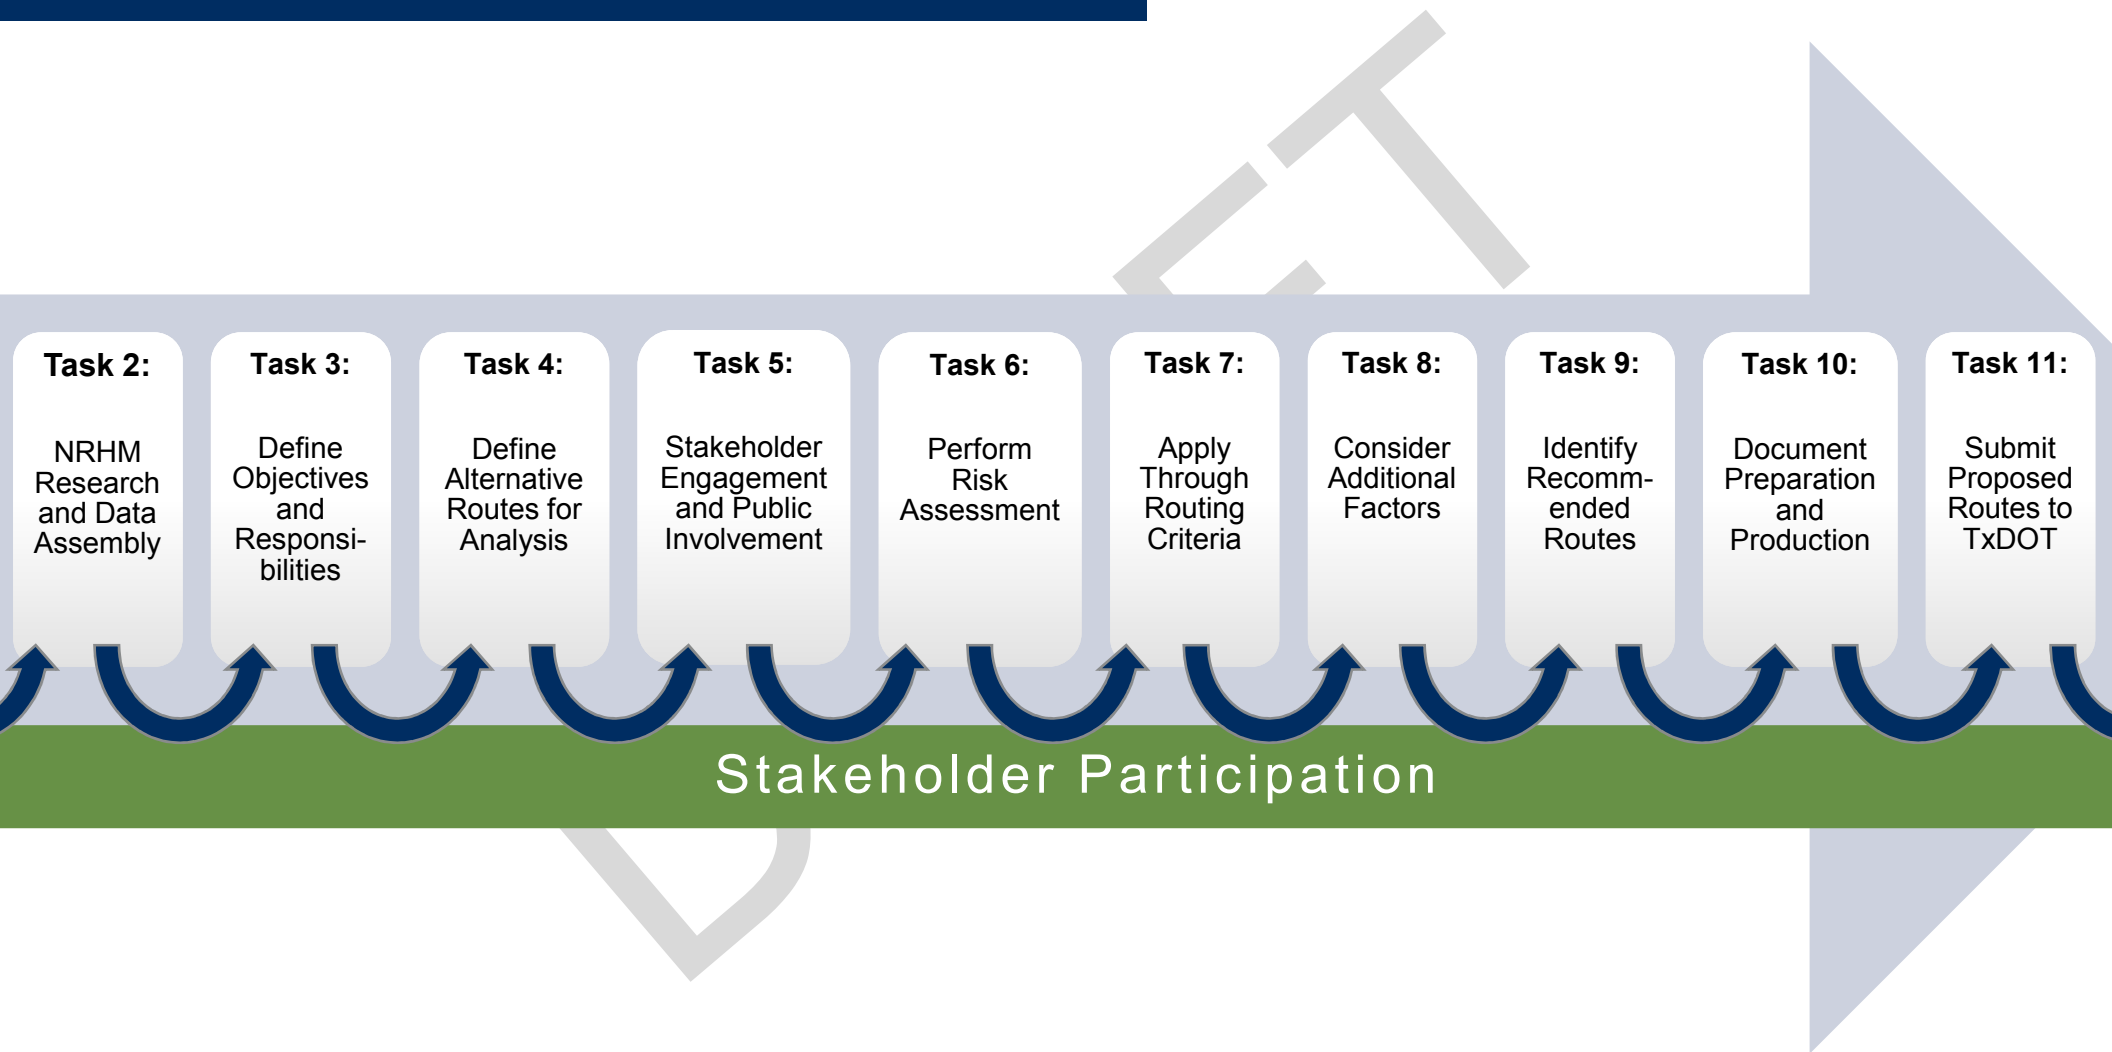 Task 2:
NRHM
Research
and Data
Assembly
Task 3:
Define
Objectives
and
Responsi-
bilities
Task 4:
Define
Alternative
Routes for
Analysis
Task 5:
Stakeholder
Engagement
and Public
Involvement
Task 6:
Perform
Risk
Assessment
Task 7:
Apply
Through
Routing
Criteria
Task 8:
Consider
Additional
Factors
Task 9:
Identify
Recomm-
ended
Routes
Task 10:
Document
Preparation
and
Production
Task 11:
Submit
Proposed
Routes to
TxDOT
Stakeholder Participation